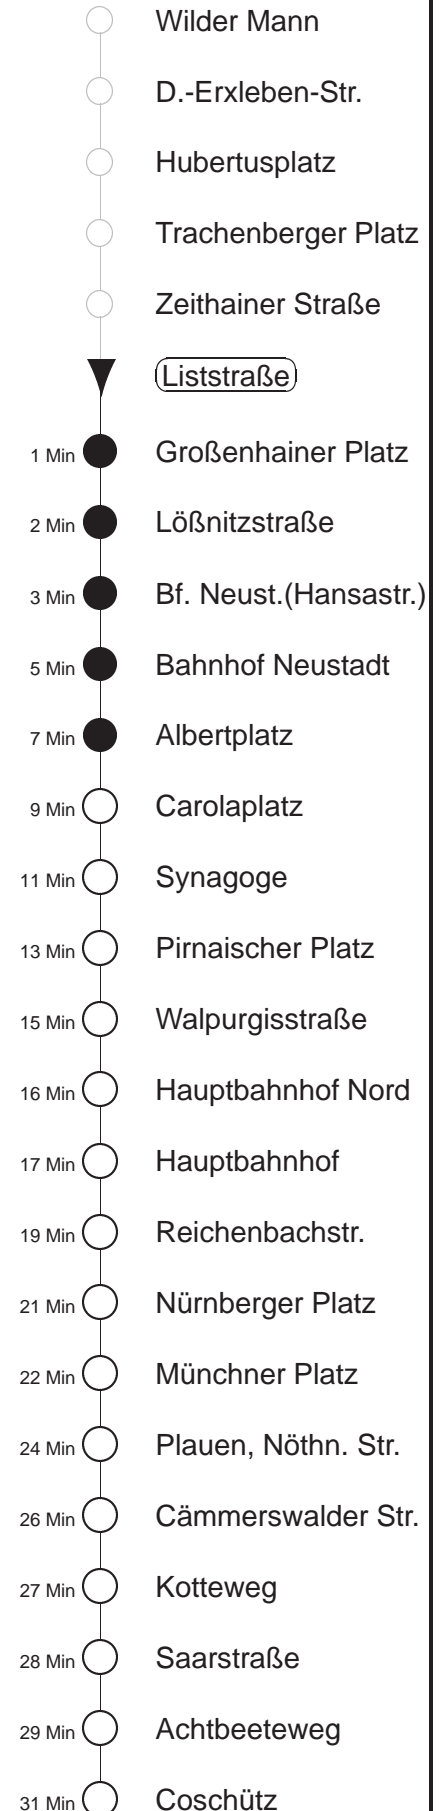 Wilder Mann
D.-Erxleben-Str.
Hubertusplatz
Trachenberger Platz
Zeithainer Straße
Liststraße
1 Min Großenhainer Platz
2 Min Lößnitzstraße
3 Min Bf. Neust.(Hansastr.)
5 Min Bahnhof Neustadt
7 Min Albertplatz
9 Min Carolaplatz
11 Min Synagoge
13 Min Pirnaischer Platz
15 Min Walpurgisstraße
16 Min Hauptbahnhof Nord
17 Min Hauptbahnhof
19 Min Reichenbachstr.
21 Min Nürnberger Platz
22 Min Münchner Platz
24 Min Plauen, Nöthn. Str.
26 Min Cämmerswalder Str.
27 Min Kotteweg
28 Min Saarstraße
29 Min Achtbeeteweg
31 Min Coschütz